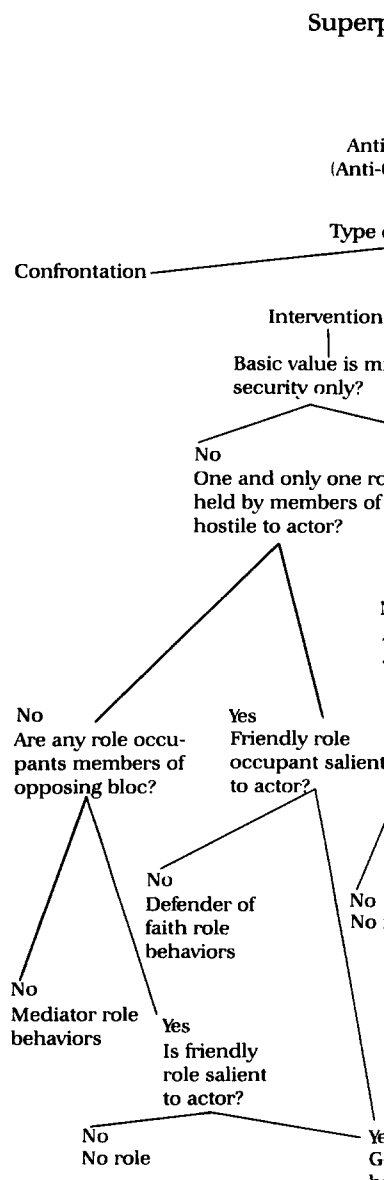 Superp
Anti
(Anti-
Type
Confrontation
Intervention
Basic value is mi
security only?
No
One and only one ro
held by members of
hostile to actor?
No
Are any role occu-
pants members of
opposing bloc?
Yes
Friendly role
occupant salient
to actor?
No
Defender of
faith role
behaviors
No
No
No
Mediator role
behaviors
Yes
Is friendly
role salient
to actor?
No
No role
Ye
G